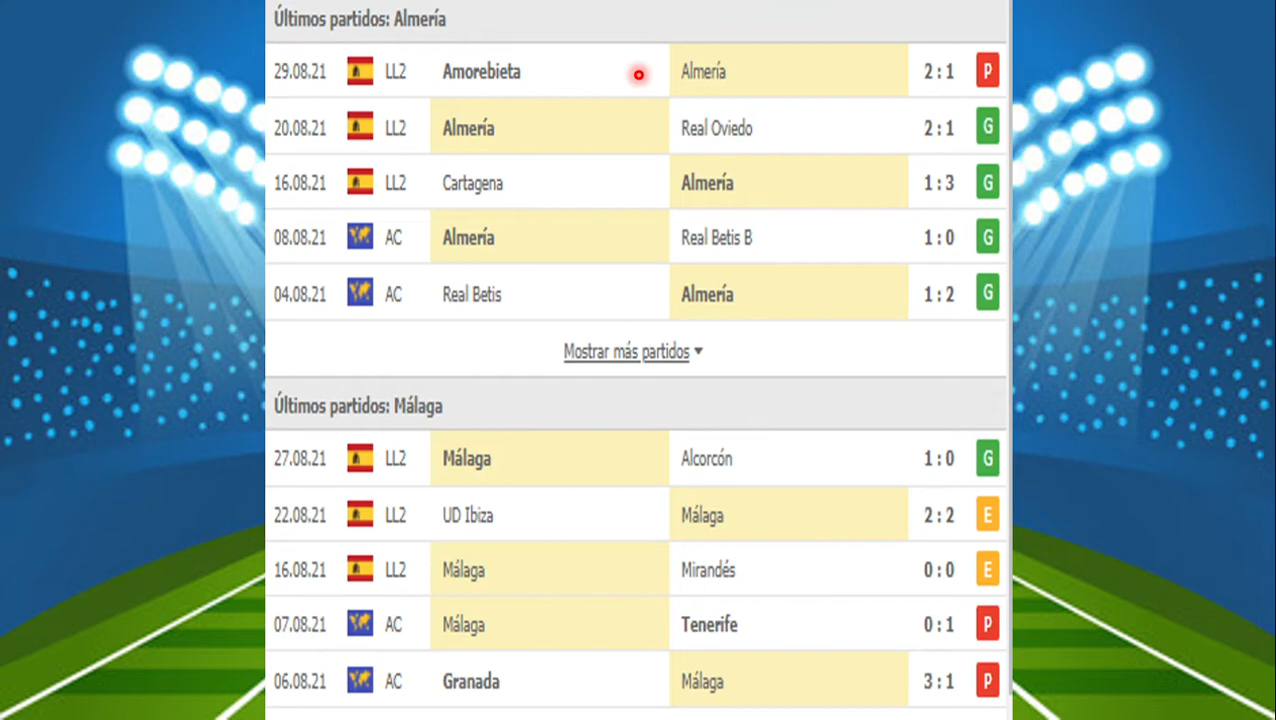 Últimos partidos: Almería
29.08.21 LL2 Amorebieta Almería 2 : 1 P
20.08.21 LL2 Almería Real Oviedo 2 : 1 G
16.08.21 LL2 Cartagena Almería 1 : 3 G
08.08.21 AC Almería Real Betis B 1 : 0 G
04.08.21 AC Real Betis Almería 1 : 2 G
Mostrar más partidos
Últimos partidos: Málaga
27.08.21 LL2 Málaga Alcorcón 1 : 0 G
22.08.21 LL2 UD Ibiza Málaga 2 : 2 E
16.08.21 LL2 Málaga Mirandés 0 : 0 E
07.08.21 AC Málaga Tenerife 0 : 1 P
06.08.21 AC Granada Málaga 3 : 1 P